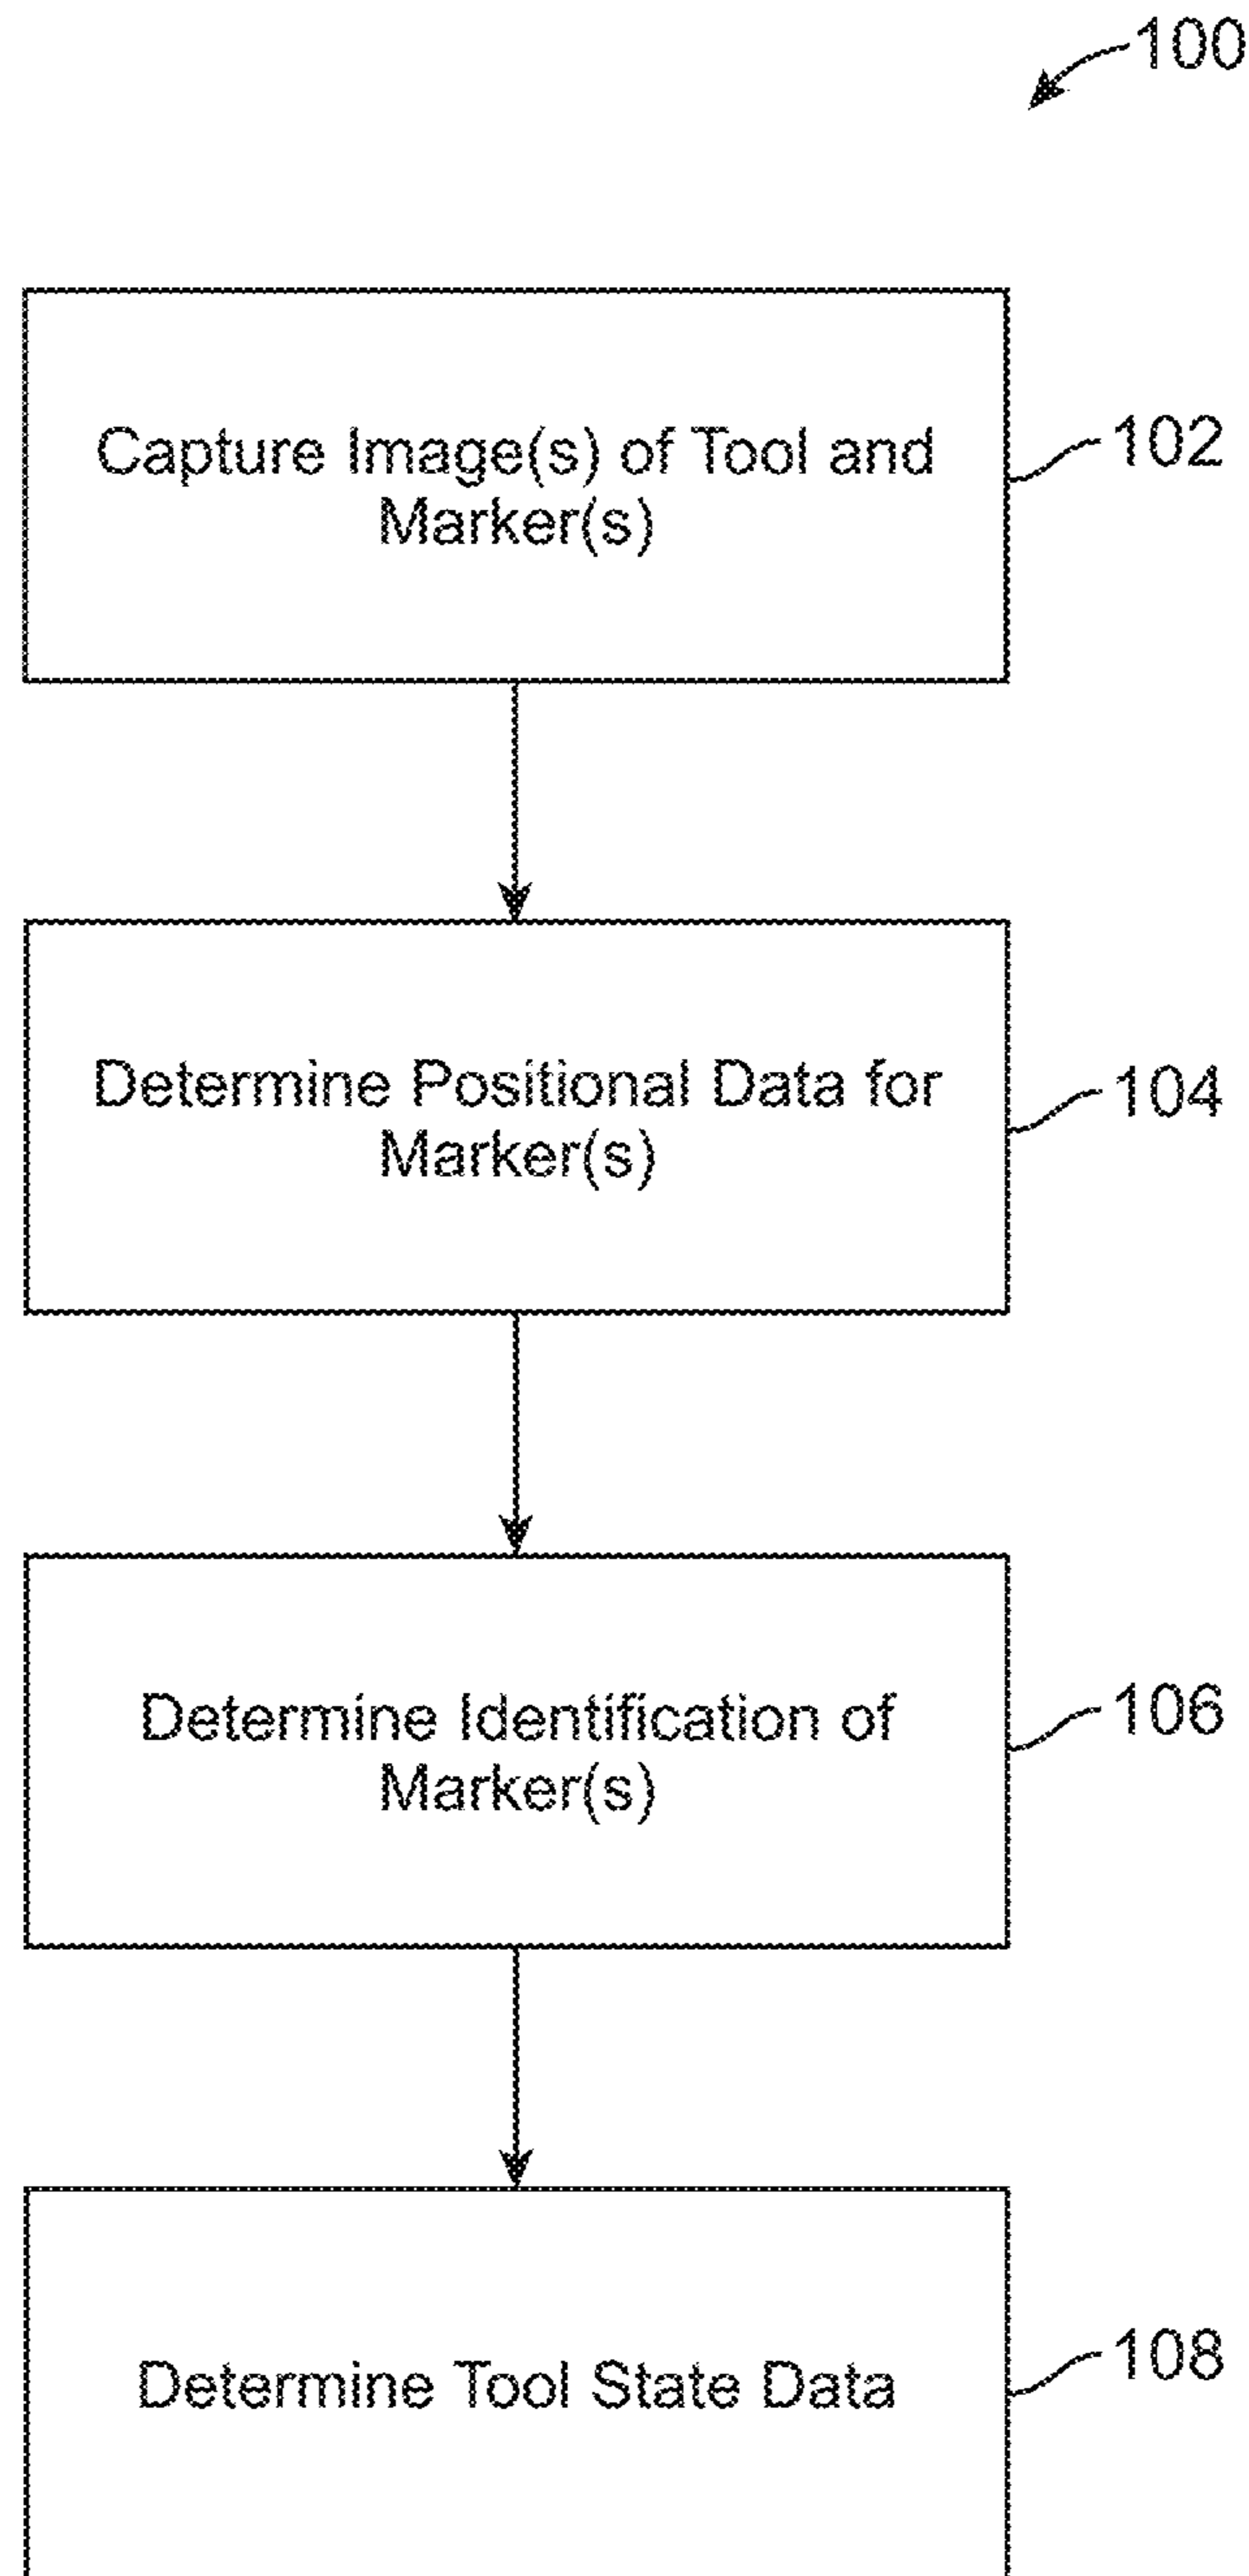 100
Capture Image(s) of Tool and
Marker(s)
102
Determine Positional Data for
Marker(s)
104
Determine Identification of
Marker(s)
106
Determine Tool State Data
108